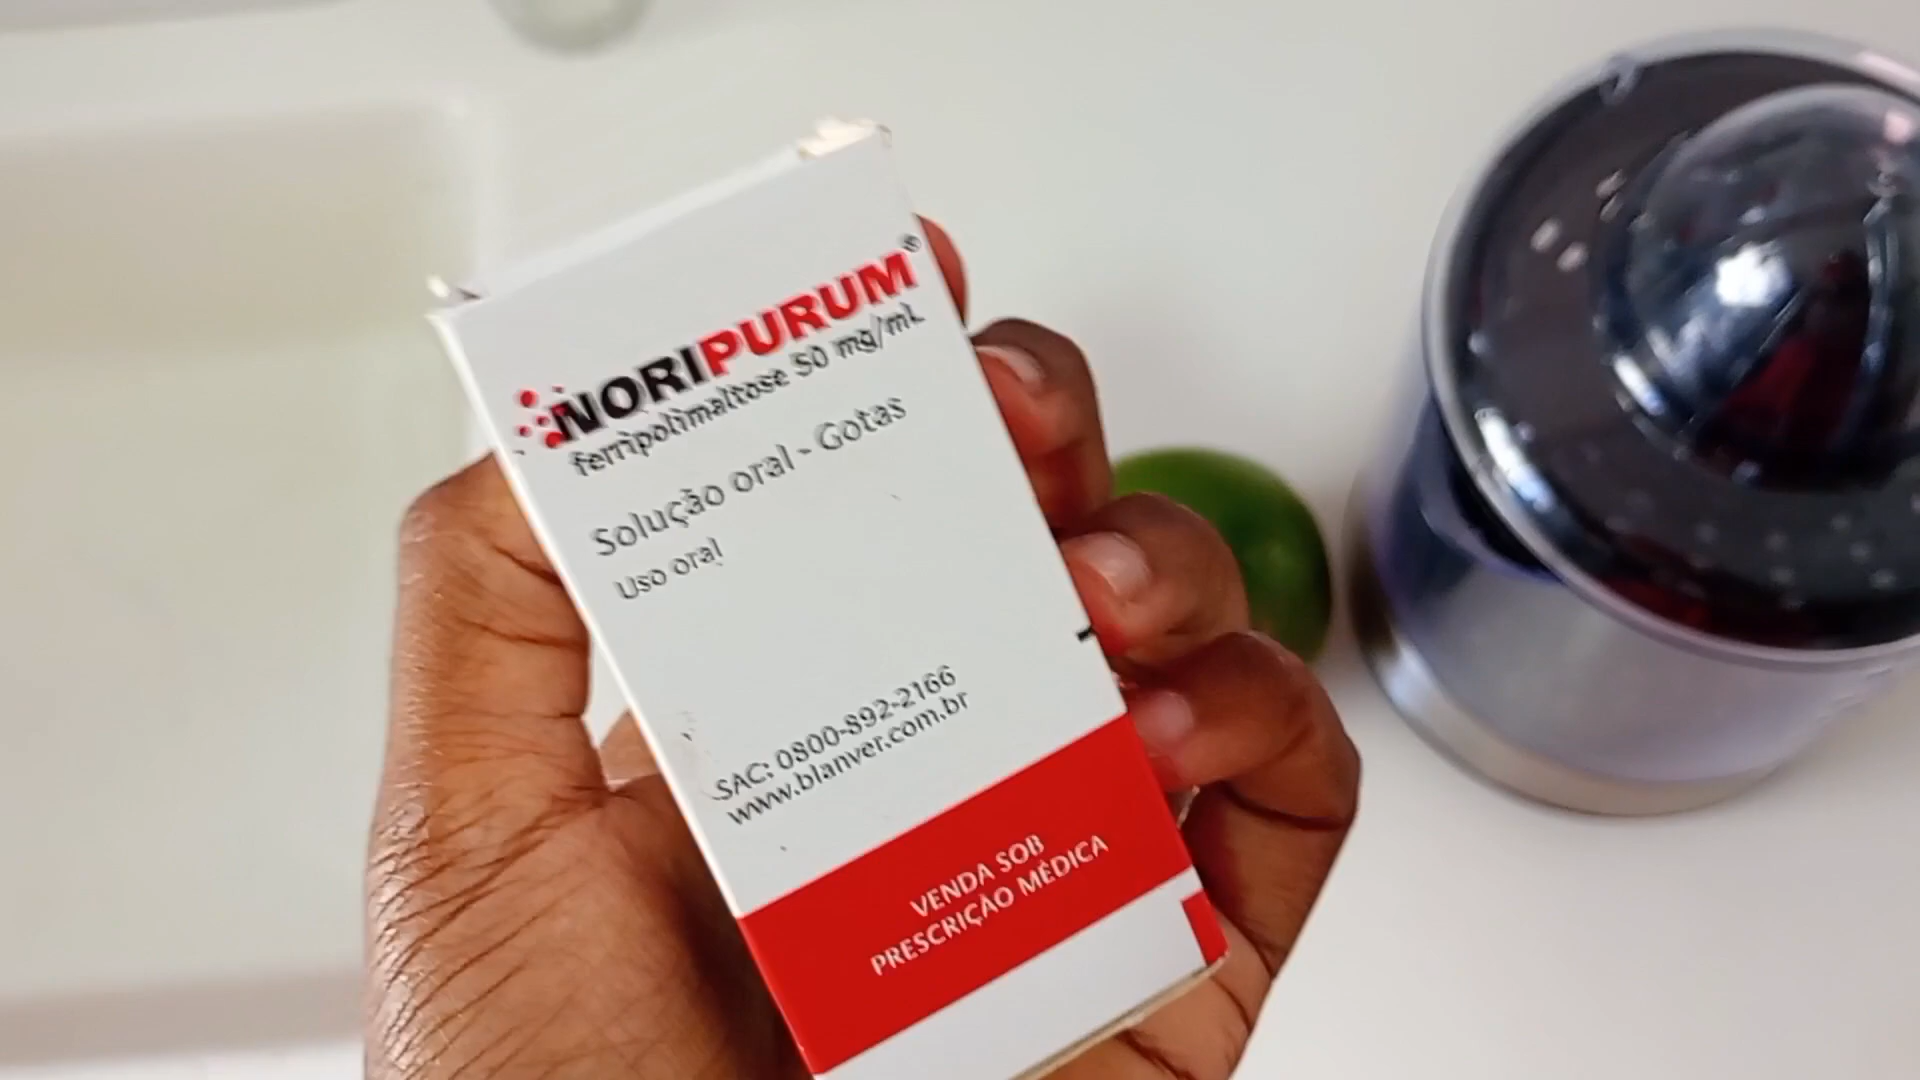 NORIPURUM®
ferripolimaltose 50 mg/mL
Solução oral - Gotas
Uso oral
SAC: 0800-892-2166
www.blanver.com.br
VENDA SOB
PRESCRIÇÃO MÉDICA